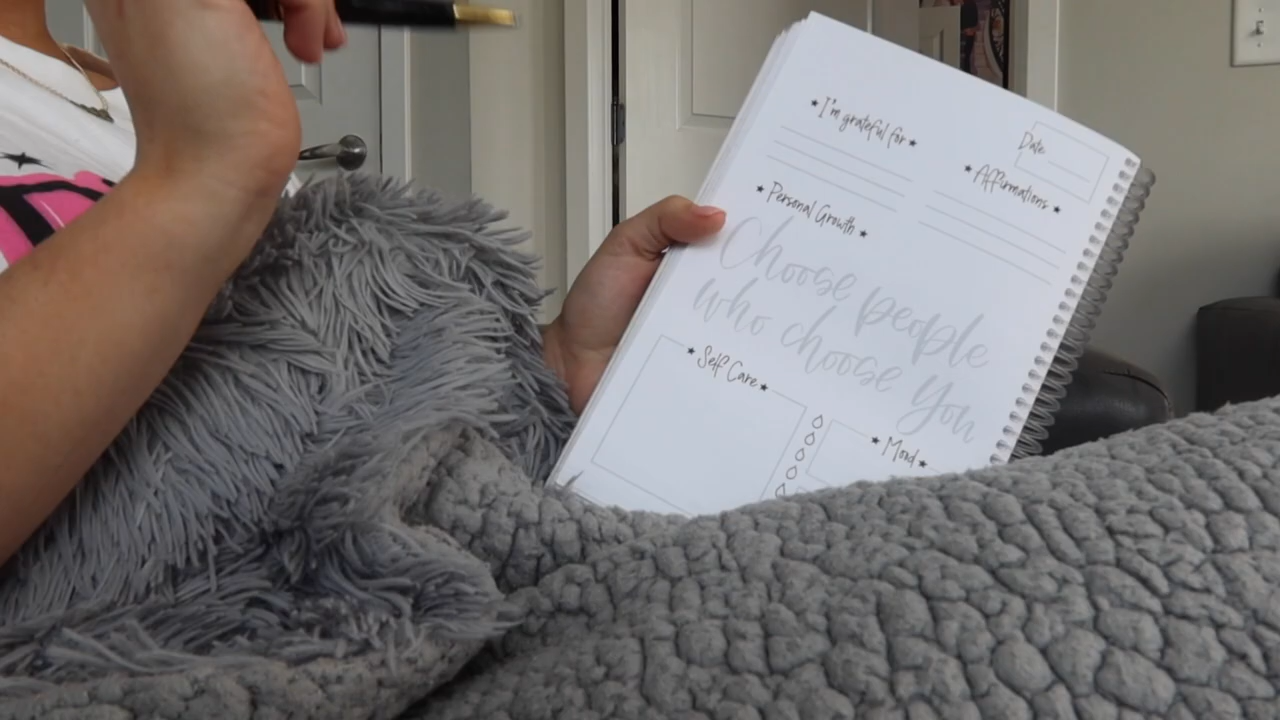 ★ I'm grateful for ★
Date
★ Affirmations ★
★ Personal Growth ★
Choose people
who choose you
★ Self Care ★
★ Mood ★